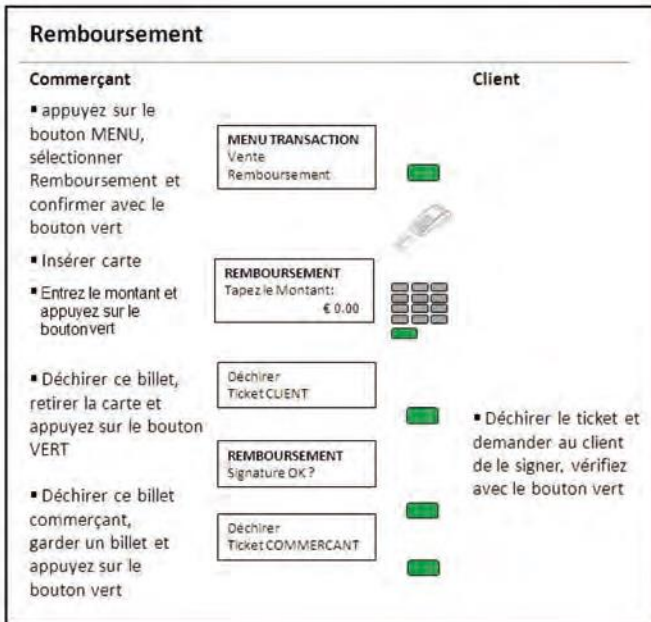 Remboursement
Commerçant
Client
▪ appuyez sur le
bouton MENU,
sélectionner
Remboursement et
confirmer avec le
bouton vert
MENU TRANSACTION
Vente
Remboursement
▪ Insérer carte
▪ Entrez le montant et
appuyez sur le
bouton vert
REMBOURSEMENT
Tapez le Montant:
€ 0.00
▪ Déchirer ce billet,
retirer la carte et
appuyez sur le bouton
VERT
Déchirer
Ticket CLIENT
REMBOURSEMENT
Signature OK ?
▪ Déchirer le ticket et
demander au client
de le signer, vérifiez
avec le bouton vert
▪ Déchirer ce billet
commerçant,
garder un billet et
appuyez sur le
bouton vert
Déchirer
Ticket COMMERCANT